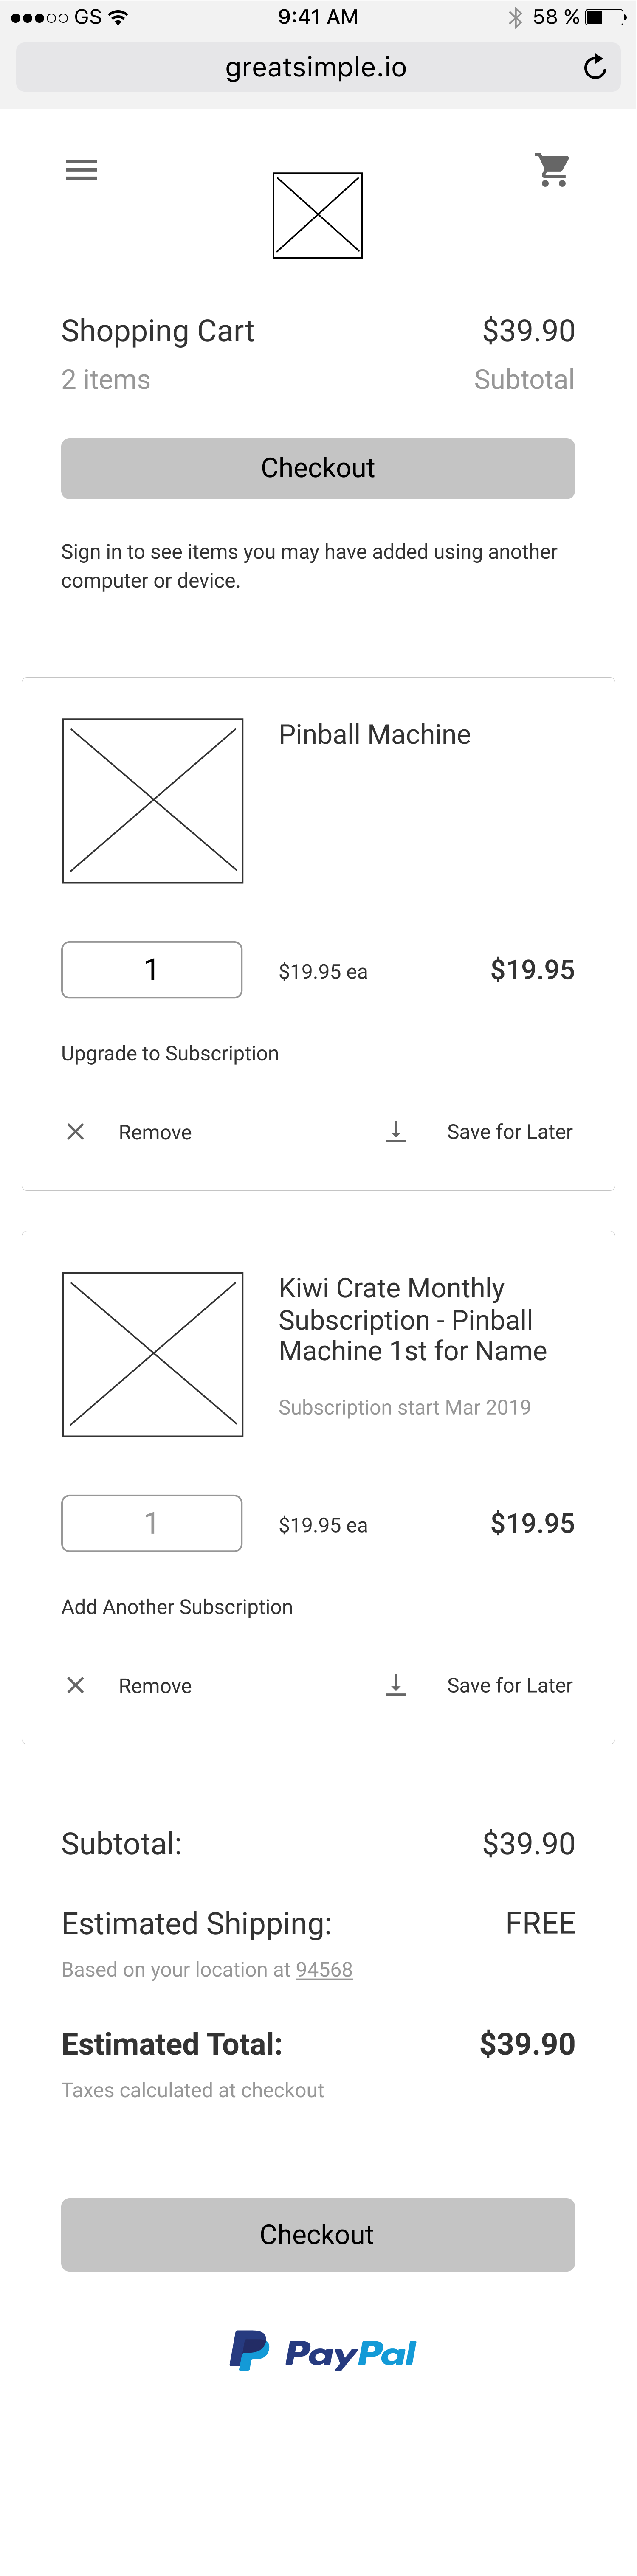 GS 9:41 AM 58 %
greatsimple.io
Shopping Cart $39.90
2 items Subtotal
Checkout
Sign in to see items you may have added using another
computer or device.
Pinball Machine
1 $19.95 ea $19.95
Upgrade to Subscription
Remove Save for Later
Kiwi Crate Monthly
Subscription - Pinball
Machine 1st for Name
Subscription start Mar 2019
1 $19.95 ea $19.95
Add Another Subscription
Remove Save for Later
Subtotal: $39.90
Estimated Shipping: FREE
Based on your location at 94568
Estimated Total: $39.90
Taxes calculated at checkout
Checkout
PayPal